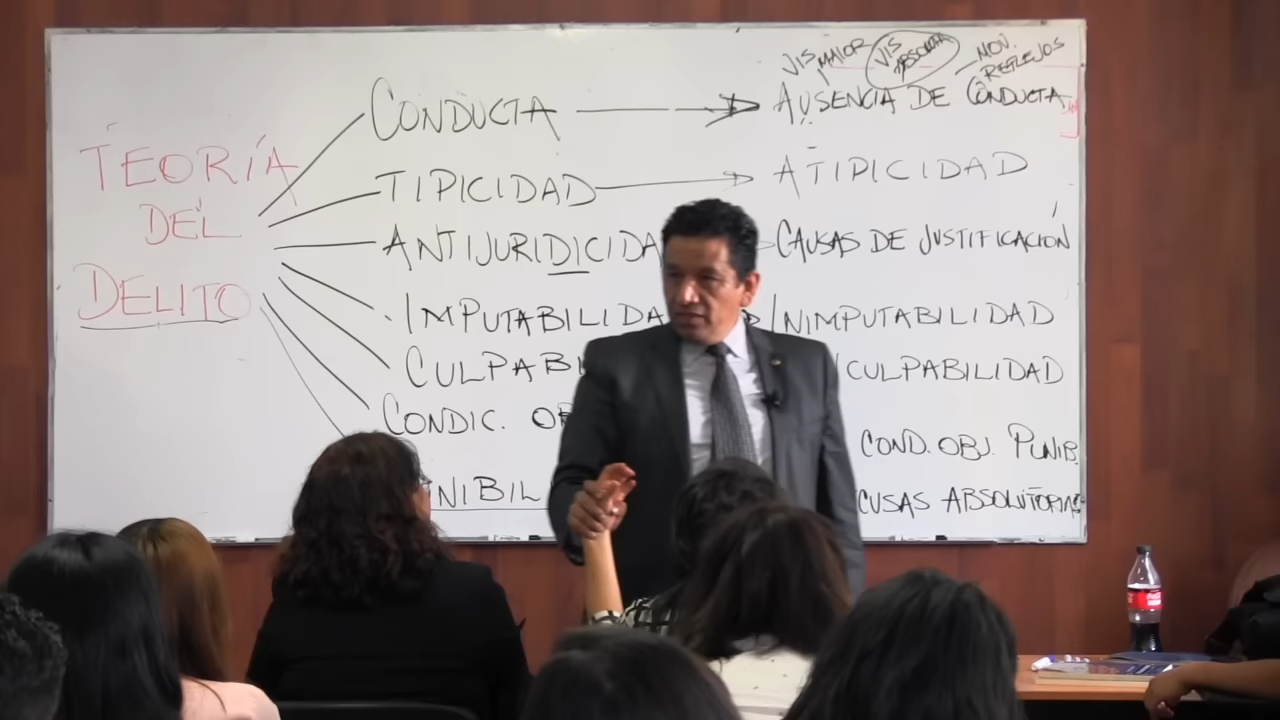 TEORÍA
DEL
DELITO
CONDUCTA
TIPICIDAD
ANTIJURIDICIDA
IMPUTABILIDA
CULPABI
CONDIC. OB
NIBIL
VIS MAIOR
VIS ABSOLUTA
MOV. REFLEJOS
AUSENCIA DE CONDUCTA
ATIPICIDAD
CAUSAS DE JUSTIFICACIÓN
INIMPUTABILIDAD
CULPABILIDAD
COND. OBJ. PUNIB.
CUSAS ABSOLUTORIAS